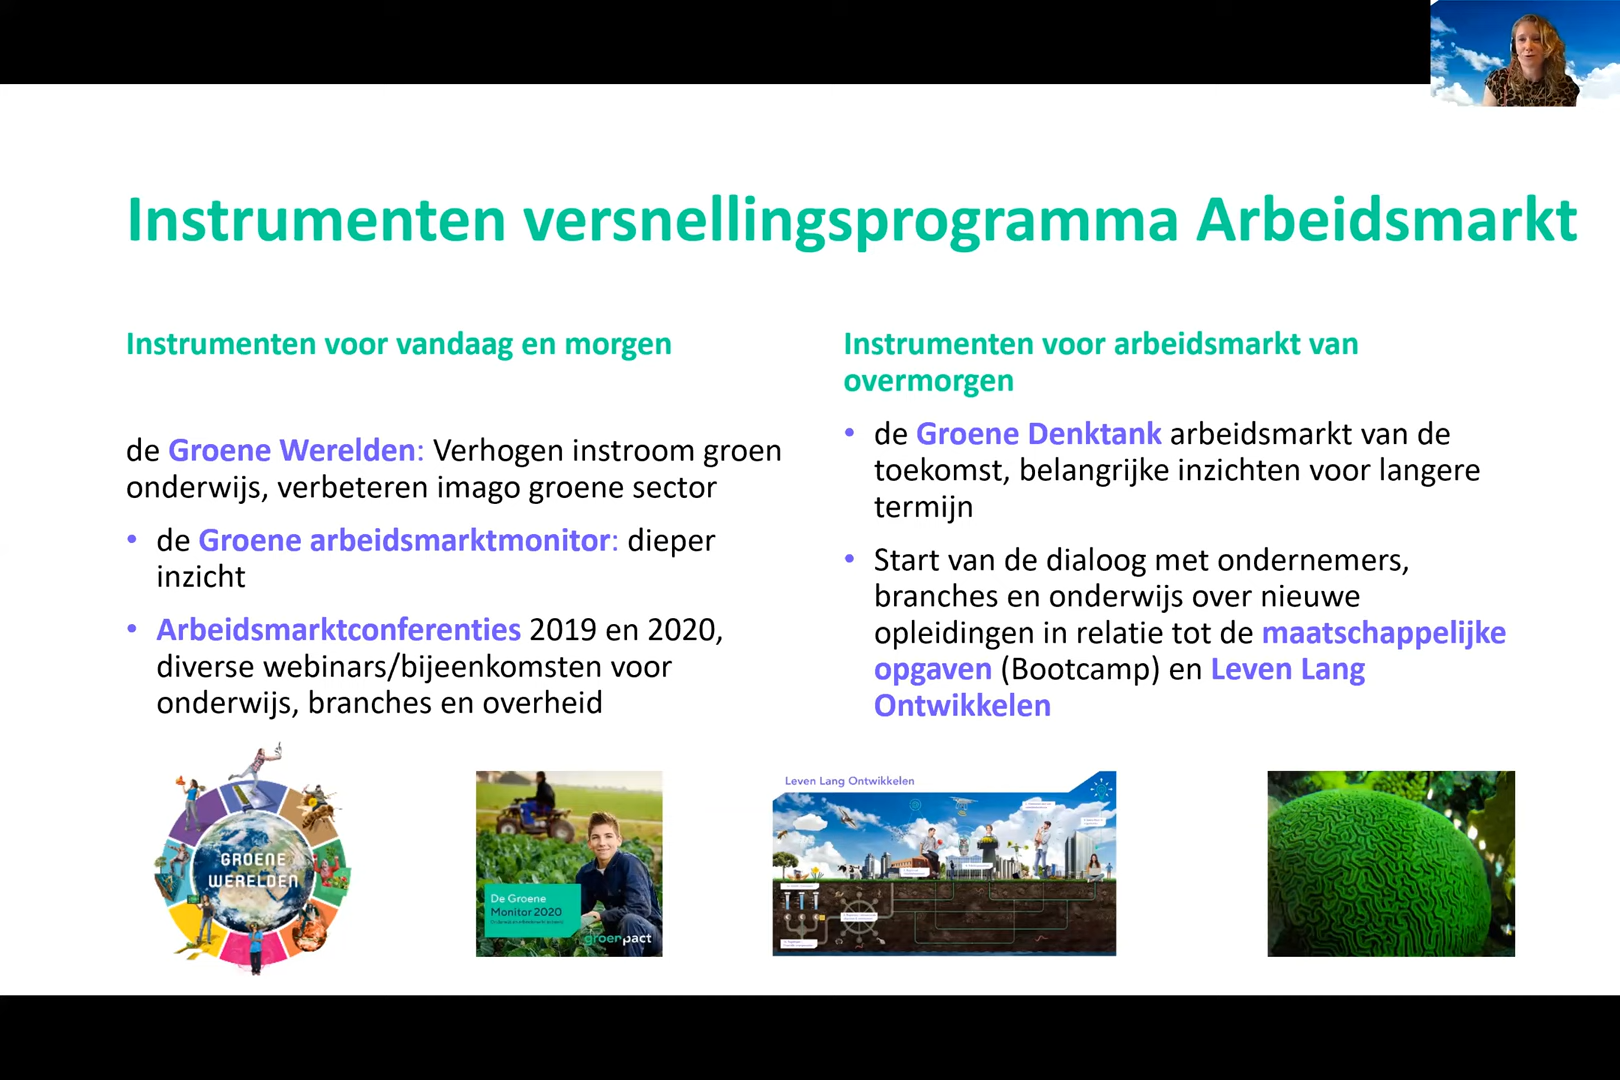 Instrumenten versnellingsprogramma Arbeidsmarkt
Instrumenten voor vandaag en morgen
de Groene Werelden: Verhogen instroom groen
onderwijs, verbeteren imago groene sector
• de Groene arbeidsmarktmonitor: dieper
inzicht
• Arbeidsmarktconferenties 2019 en 2020,
diverse webinars/bijeenkomsten voor
onderwijs, branches en overheid
Instrumenten voor arbeidsmarkt van
overmorgen
• de Groene Denktank arbeidsmarkt van de
toekomst, belangrijke inzichten voor langere
termijn
• Start van de dialoog met ondernemers,
branches en onderwijs over nieuwe
opleidingen in relatie tot de maatschappelijke
opgaven (Bootcamp) en Leven Lang
Ontwikkelen
GROENE
WERELDEN
De Groene
Monitor 2020
groenpact
Leven Lang Ontwikkelen